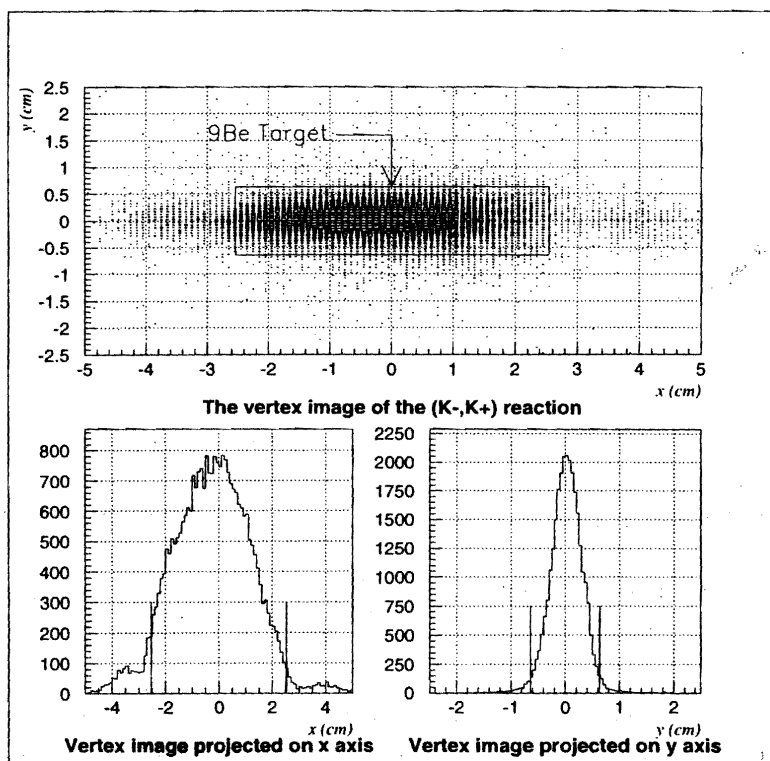 2.5
2
1.5
1
0.5
0
-0.5
-1
-1.5
-2
-2.5
y (cm)
9Be Target
-5 -4 -3 -2 -1 0 1 2 3 4 5
x (cm)
The vertex image of the (K-,K+) reaction
800
700
600
500
400
300
200
100
0
-4 -2 0 2 4
x (cm)
Vertex image projected on x axis
2250
2000
1750
1500
1250
1000
750
500
250
0
-2 -1 0 1 2
y (cm)
Vertex image projected on y axis